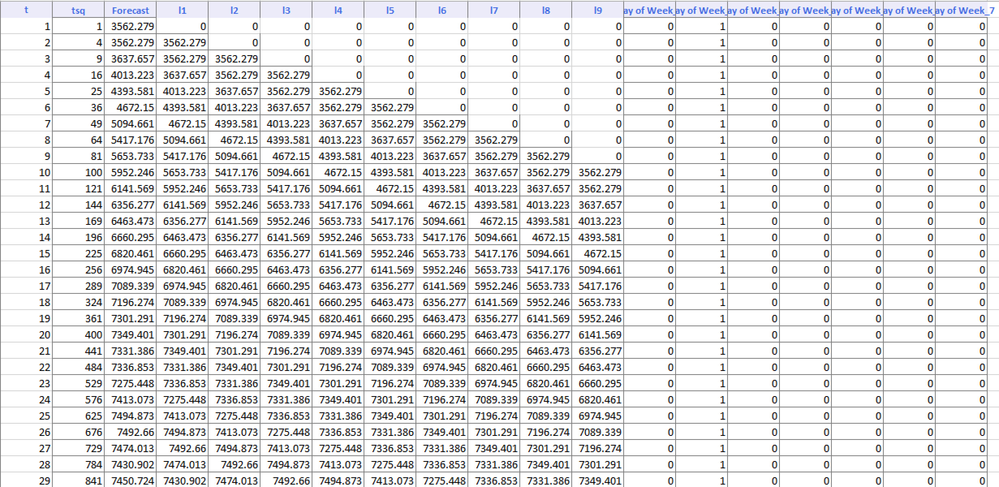 t tsq Forecast l1 l2 l3 l4 l5 l6 l7 l8 l9 ay of Week_ ay of Week_ ay of Week_ ay of Week_ ay of Week_ ay of Week_ ay of Week_7
1 1 3562.279 0 0 0 0 0 0 0 0 0 0 1 0 0 0 0 0
2 4 3562.279 3562.279 0 0 0 0 0 0 0 0 0 1 0 0 0 0 0
3 9 3637.657 3562.279 3562.279 0 0 0 0 0 0 0 0 1 0 0 0 0 0
4 16 4013.223 3637.657 3562.279 3562.279 0 0 0 0 0 0 0 1 0 0 0 0 0
5 25 4393.581 4013.223 3637.657 3562.279 3562.279 0 0 0 0 0 0 1 0 0 0 0 0
6 36 4672.15 4393.581 4013.223 3637.657 3562.279 3562.279 0 0 0 0 0 1 0 0 0 0 0
7 49 5094.661 4672.15 4393.581 4013.223 3637.657 3562.279 3562.279 0 0 0 0 1 0 0 0 0 0
8 64 5417.176 5094.661 4672.15 4393.581 4013.223 3637.657 3562.279 3562.279 0 0 0 1 0 0 0 0 0
9 81 5653.733 5417.176 5094.661 4672.15 4393.581 4013.223 3637.657 3562.279 3562.279 0 0 1 0 0 0 0 0
10 100 5952.246 5653.733 5417.176 5094.661 4672.15 4393.581 4013.223 3637.657 3562.279 3562.279 0 1 0 0 0 0 0
11 121 6141.569 5952.246 5653.733 5417.176 5094.661 4672.15 4393.581 4013.223 3637.657 3562.279 0 1 0 0 0 0 0
12 144 6356.277 6141.569 5952.246 5653.733 5417.176 5094.661 4672.15 4393.581 4013.223 3637.657 0 1 0 0 0 0 0
13 169 6463.473 6356.277 6141.569 5952.246 5653.733 5417.176 5094.661 4672.15 4393.581 4013.223 0 1 0 0 0 0 0
14 196 6660.295 6463.473 6356.277 6141.569 5952.246 5653.733 5417.176 5094.661 4672.15 4393.581 0 1 0 0 0 0 0
15 225 6820.461 6660.295 6463.473 6356.277 6141.569 5952.246 5653.733 5417.176 5094.661 4672.15 0 1 0 0 0 0 0
16 256 6974.945 6820.461 6660.295 6463.473 6356.277 6141.569 5952.246 5653.733 5417.176 5094.661 0 1 0 0 0 0 0
17 289 7089.339 6974.945 6820.461 6660.295 6463.473 6356.277 6141.569 5952.246 5653.733 5417.176 0 1 0 0 0 0 0
18 324 7196.274 7089.339 6974.945 6820.461 6660.295 6463.473 6356.277 6141.569 5952.246 5653.733 0 1 0 0 0 0 0
19 361 7301.291 7196.274 7089.339 6974.945 6820.461 6660.295 6463.473 6356.277 6141.569 5952.246 0 1 0 0 0 0 0
20 400 7349.401 7301.291 7196.274 7089.339 6974.945 6820.461 6660.295 6463.473 6356.277 6141.569 0 1 0 0 0 0 0
21 441 7331.386 7349.401 7301.291 7196.274 7089.339 6974.945 6820.461 6660.295 6463.473 6356.277 0 1 0 0 0 0 0
22 484 7336.853 7331.386 7349.401 7301.291 7196.274 7089.339 6974.945 6820.461 6660.295 6463.473 0 1 0 0 0 0 0
23 529 7275.448 7336.853 7331.386 7349.401 7301.291 7196.274 7089.339 6974.945 6820.461 6660.295 0 1 0 0 0 0 0
24 576 7413.073 7275.448 7336.853 7331.386 7349.401 7301.291 7196.274 7089.339 6974.945 6820.461 0 1 0 0 0 0 0
25 625 7494.873 7413.073 7275.448 7336.853 7331.386 7349.401 7301.291 7196.274 7089.339 6974.945 0 1 0 0 0 0 0
26 676 7492.66 7494.873 7413.073 7275.448 7336.853 7331.386 7349.401 7301.291 7196.274 7089.339 0 1 0 0 0 0 0
27 729 7474.013 7492.66 7494.873 7413.073 7275.448 7336.853 7331.386 7349.401 7301.291 7196.274 0 1 0 0 0 0 0
28 784 7430.902 7474.013 7492.66 7494.873 7413.073 7275.448 7336.853 7331.386 7349.401 7301.291 0 1 0 0 0 0 0
29 841 7450.724 7430.902 7474.013 7492.66 7494.873 7413.073 7275.448 7336.853 7331.386 7349.401 0 1 0 0 0 0 0